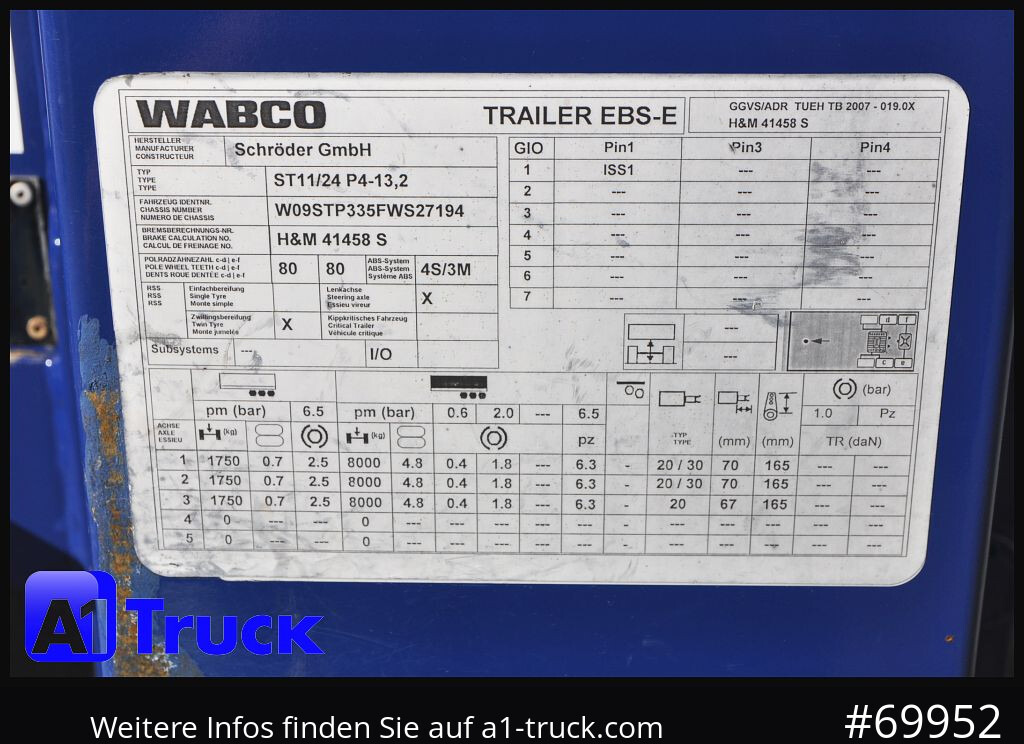 WABCO TRAILER EBS-E GGVS/ADR TUEH TB 2007 - 019.0X
H&M 41458 S
HERSTELLER
MANUFACTURER
CONSTRUCTEUR
Schröder GmbH
TYP
TYPE
TYPE
ST11/24 P4-13,2
FAHRZEUG IDENTNR.
CHASSIS NUMBER
NUMERO DE CHASSIS
W09STP335FWS27194
BREMSBERECHNUNGS-NR.
BRAKE CALCULATION NO.
CALCUL DE FREINAGE NO.
H&M 41458 S
POLRADZÄHNEZAHL c-d | e-f
POLE WHEEL TEETH c-d | e-f
DENTS ROUE DENTÉE c-d | e-f
80 80
ABS-System
ABS-System
Système ABS
4S/3M
RSS
RSS
RSS
Einfachbereifung
Single Tyre
Monte simple
Lenkachse
Steering axle
Essieu vireur
X
Zwillingsbereifung
Twin Tyre
Monte jumelés
X
Kippkritisches Fahrzeug
Critical Trailer
Véhicule critique
Subsystems --- I/O
GIO Pin1 Pin3 Pin4
1 ISS1 --- ---
2 --- --- ---
3 --- --- ---
4 --- --- ---
5 --- --- ---
6 --- --- ---
7 --- --- ---
---
---
d f
c e
(bar)
pm (bar) 6.5 pm (bar) 0.6 2.0 --- 6.5 1.0 Pz
ACHSE
AXLE
ESSIEU
(kg) (kg) pz
-TYP
TYPE
(mm) (mm) TR (daN)
1 1750 0.7 2.5 8000 4.8 0.4 1.8 --- 6.3 - 20 / 30 70 165 --- ---
2 1750 0.7 2.5 8000 4.8 0.4 1.8 --- 6.3 - 20 / 30 70 165 --- ---
3 1750 0.7 2.5 8000 4.8 0.4 1.8 --- 6.3 - 20 67 165 --- ---
4 0 --- --- 0 --- --- --- --- --- - --- --- --- --- ---
5 0 --- --- 0 --- --- --- --- --- - --- --- --- --- ---
A1 Truck
Weitere Infos finden Sie auf a1-truck.com #69952